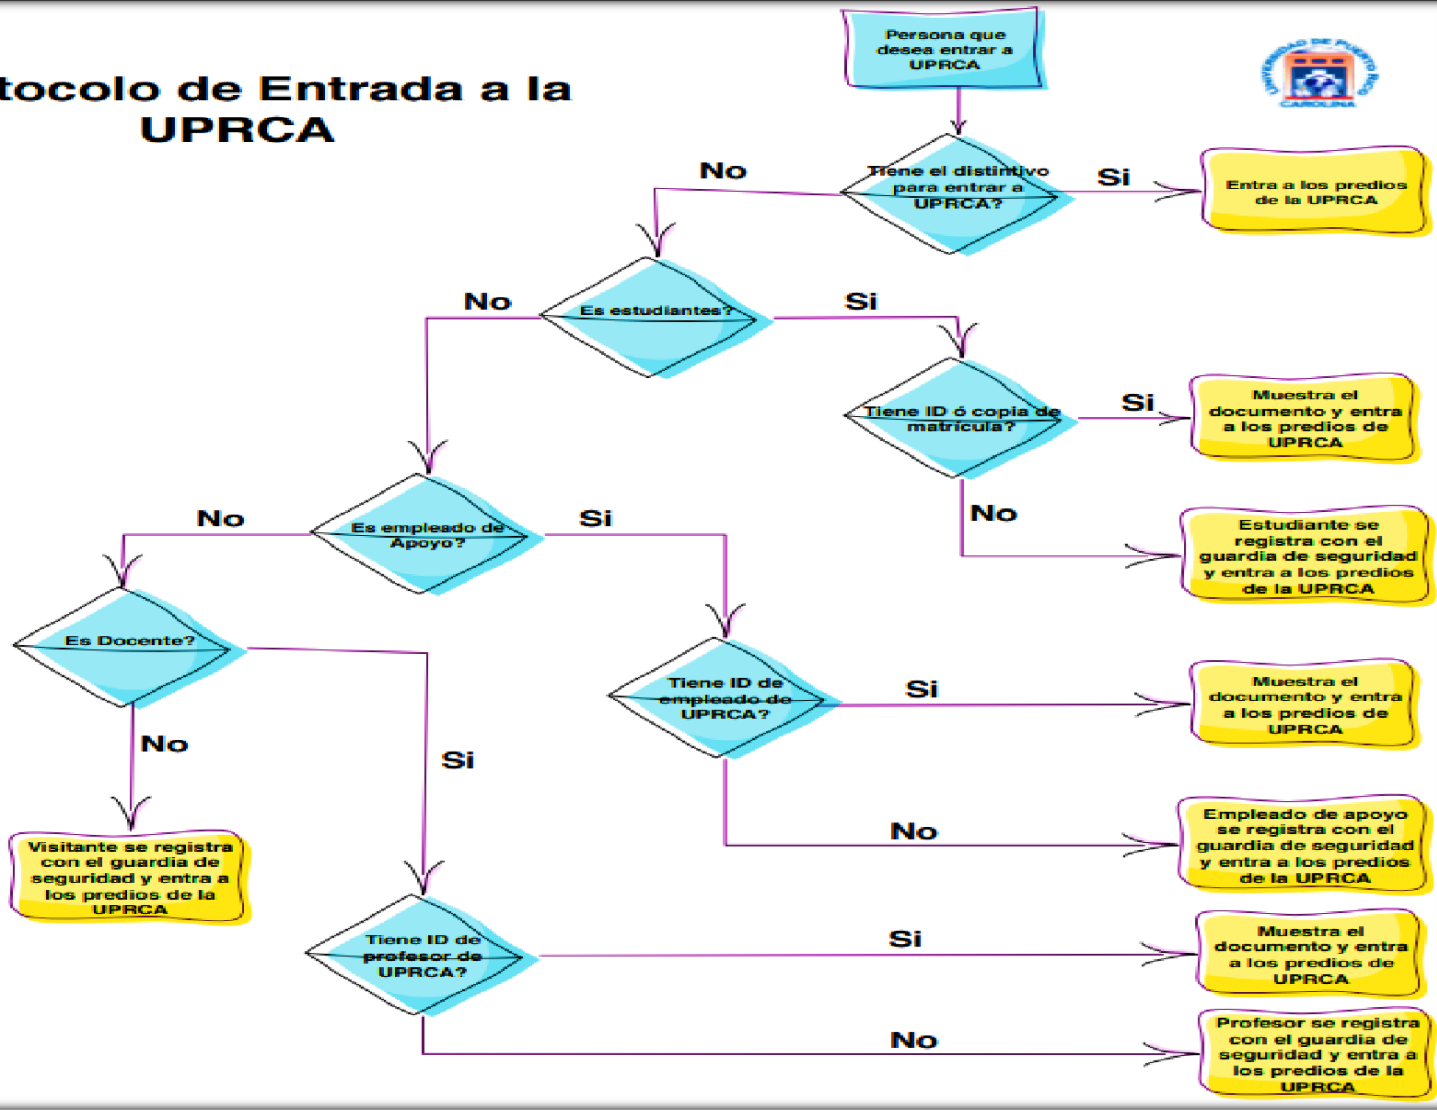 tocolo de Entrada a la
UPRCA
Persona que
desea entrar a
UPRCA
UNIVERSIDAD DE PUERTO RICO
CAROLINA
Tiene el distintivo
para entrar a
UPRCA?
No
Si
Entra a los predios
de la UPRCA
Es estudiantes?
No
Si
Tiene ID ó copia de
matrícula?
Si
Muestra el
documento y entra
a los predios de
UPRCA
No
Estudiante se
registra con el
guardia de seguridad
y entra a los predios
de la UPRCA
Es empleado de
Apoyo?
No
Si
Es Docente?
Tiene ID de
empleado de
UPRCA?
Si
Muestra el
documento y entra
a los predios de
UPRCA
No
Empleado de apoyo
se registra con el
guardia de seguridad
y entra a los predios
de la UPRCA
No
Si
Visitante se registra
con el guardia de
seguridad y entra a
los predios de la
UPRCA
Tiene ID de
profesor de
UPRCA?
Si
Muestra el
documento y entra
a los predios de
UPRCA
No
Profesor se registra
con el guardia de
seguridad y entra a
los predios de la
UPRCA